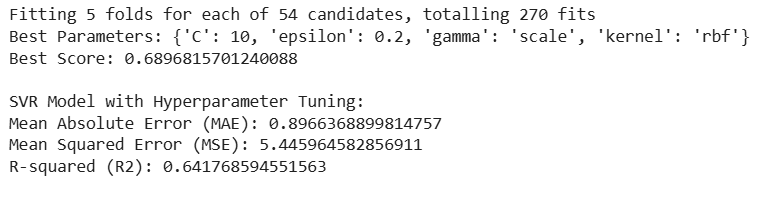 Fitting 5 folds for each of 54 candidates, totalling 270 fits
Best Parameters: {'C': 10, 'epsilon': 0.2, 'gamma': 'scale', 'kernel': 'rbf'}
Best Score: 0.6896815701240088
SVR Model with Hyperparameter Tuning:
Mean Absolute Error (MAE): 0.8966368899814757
Mean Squared Error (MSE): 5.445964582856911
R-squared (R2): 0.641768594551563